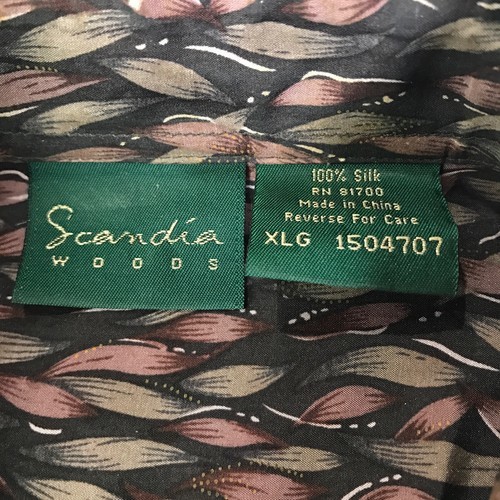 Scandia
WOODS
100% Silk
RN 81700
Made in China
Reverse For Care
XLG 1504707